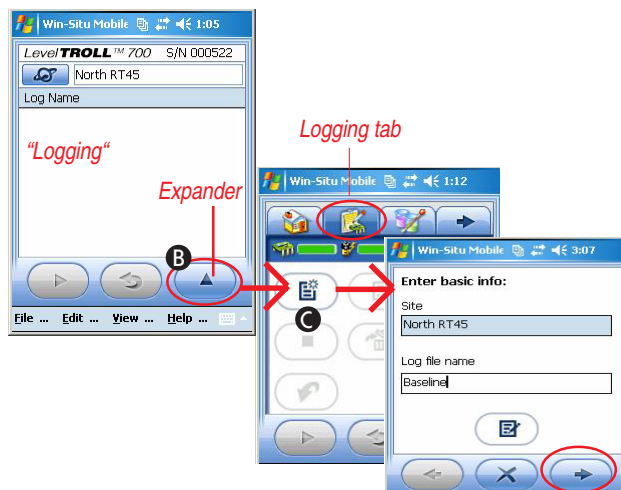 Win-Situ Mobile 1:05
Level TROLL™ 700 S/N 000522
North RT45
Log Name
“Logging“
Expander
B
File ... Edit ... View ... Help ...
Logging tab
Win-Situ Mobile 1:12
C
Win-Situ Mobile 3:07
Enter basic info:
Site
North RT45
Log file name
Baseline